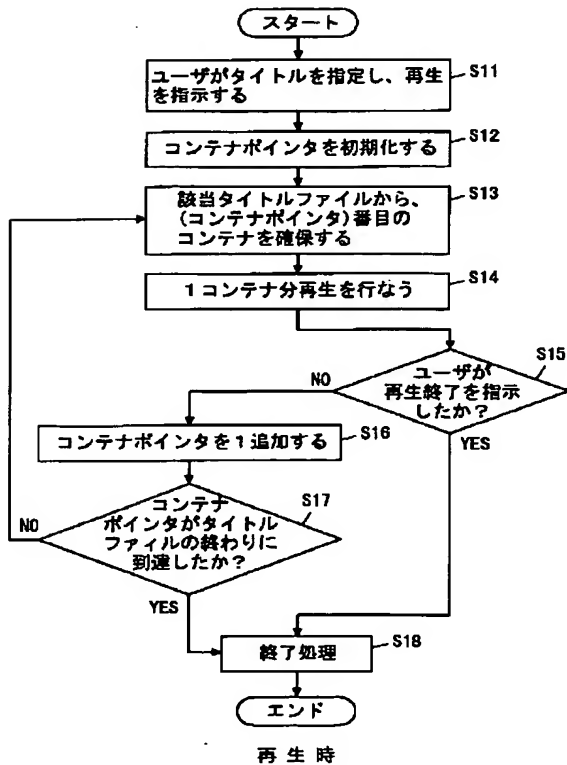 スタート
ユーザがタイトルを指定し、再生
を指示する
S11
コンテナポインタを初期化する
S12
該当タイトルファイルから、
(コンテナポインタ)番目の
コンテナを確保する
S13
1コンテナ分再生を行なう
S14
ユーザが
再生終了を指示
したか?
S15
NO
YES
コンテナポインタを1追加する
S16
コンテナ
ポインタがタイトル
ファイルの終わりに
到達したか?
S17
NO
YES
終了処理
S18
エンド
再生時